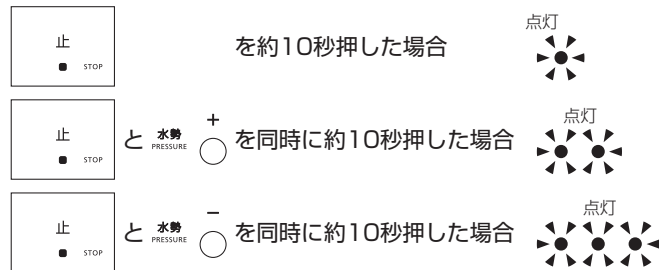 点灯
止 を約10秒押した場合
■ STOP
+ 点灯
止 と 水勢 を同時に約10秒押した場合
■ STOP PRESSURE
− 点灯
止 と 水勢 を同時に約10秒押した場合
■ STOP PRESSURE